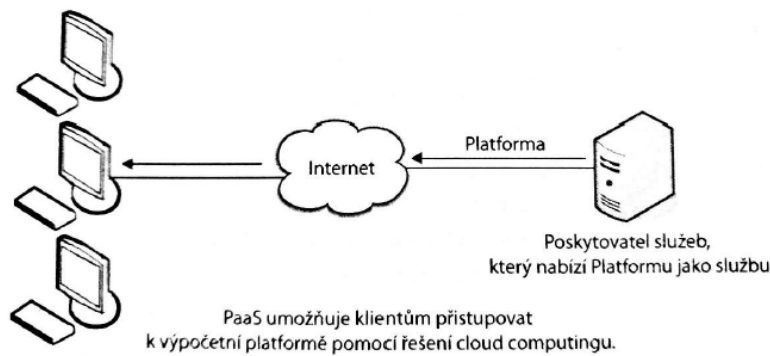 Platforma
Internet
Poskytovatel služeb,
který nabízí Platformu jako službu
PaaS umožňuje klientům přistupovat
k výpočetní platformě pomocí řešení cloud computingu.